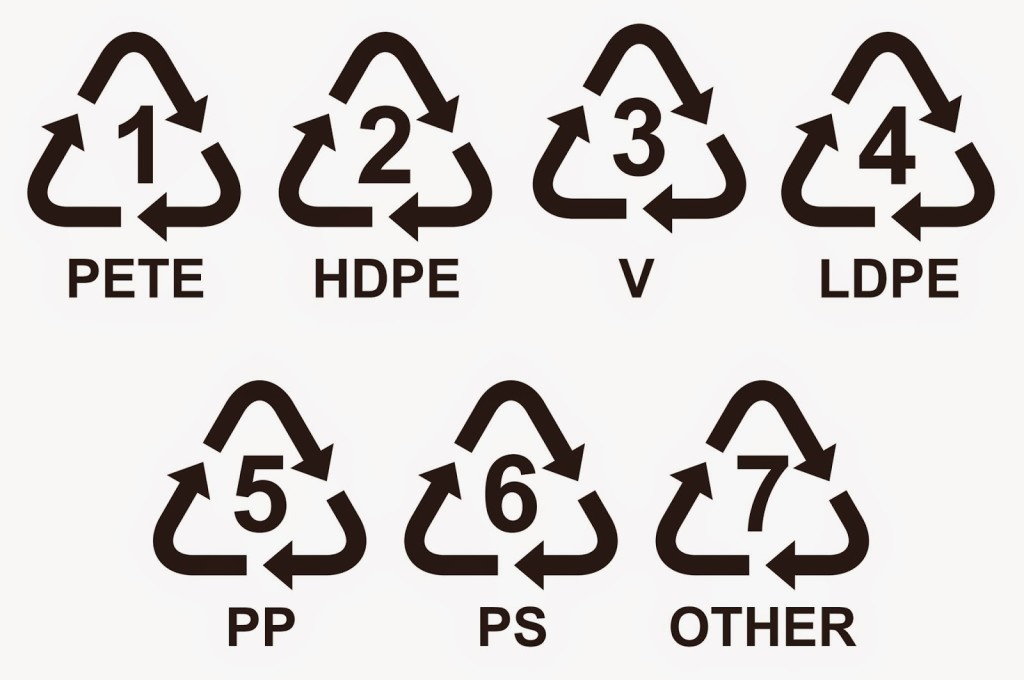 1 2 3 4
PETE HDPE V LDPE
5 6 7
PP PS OTHER